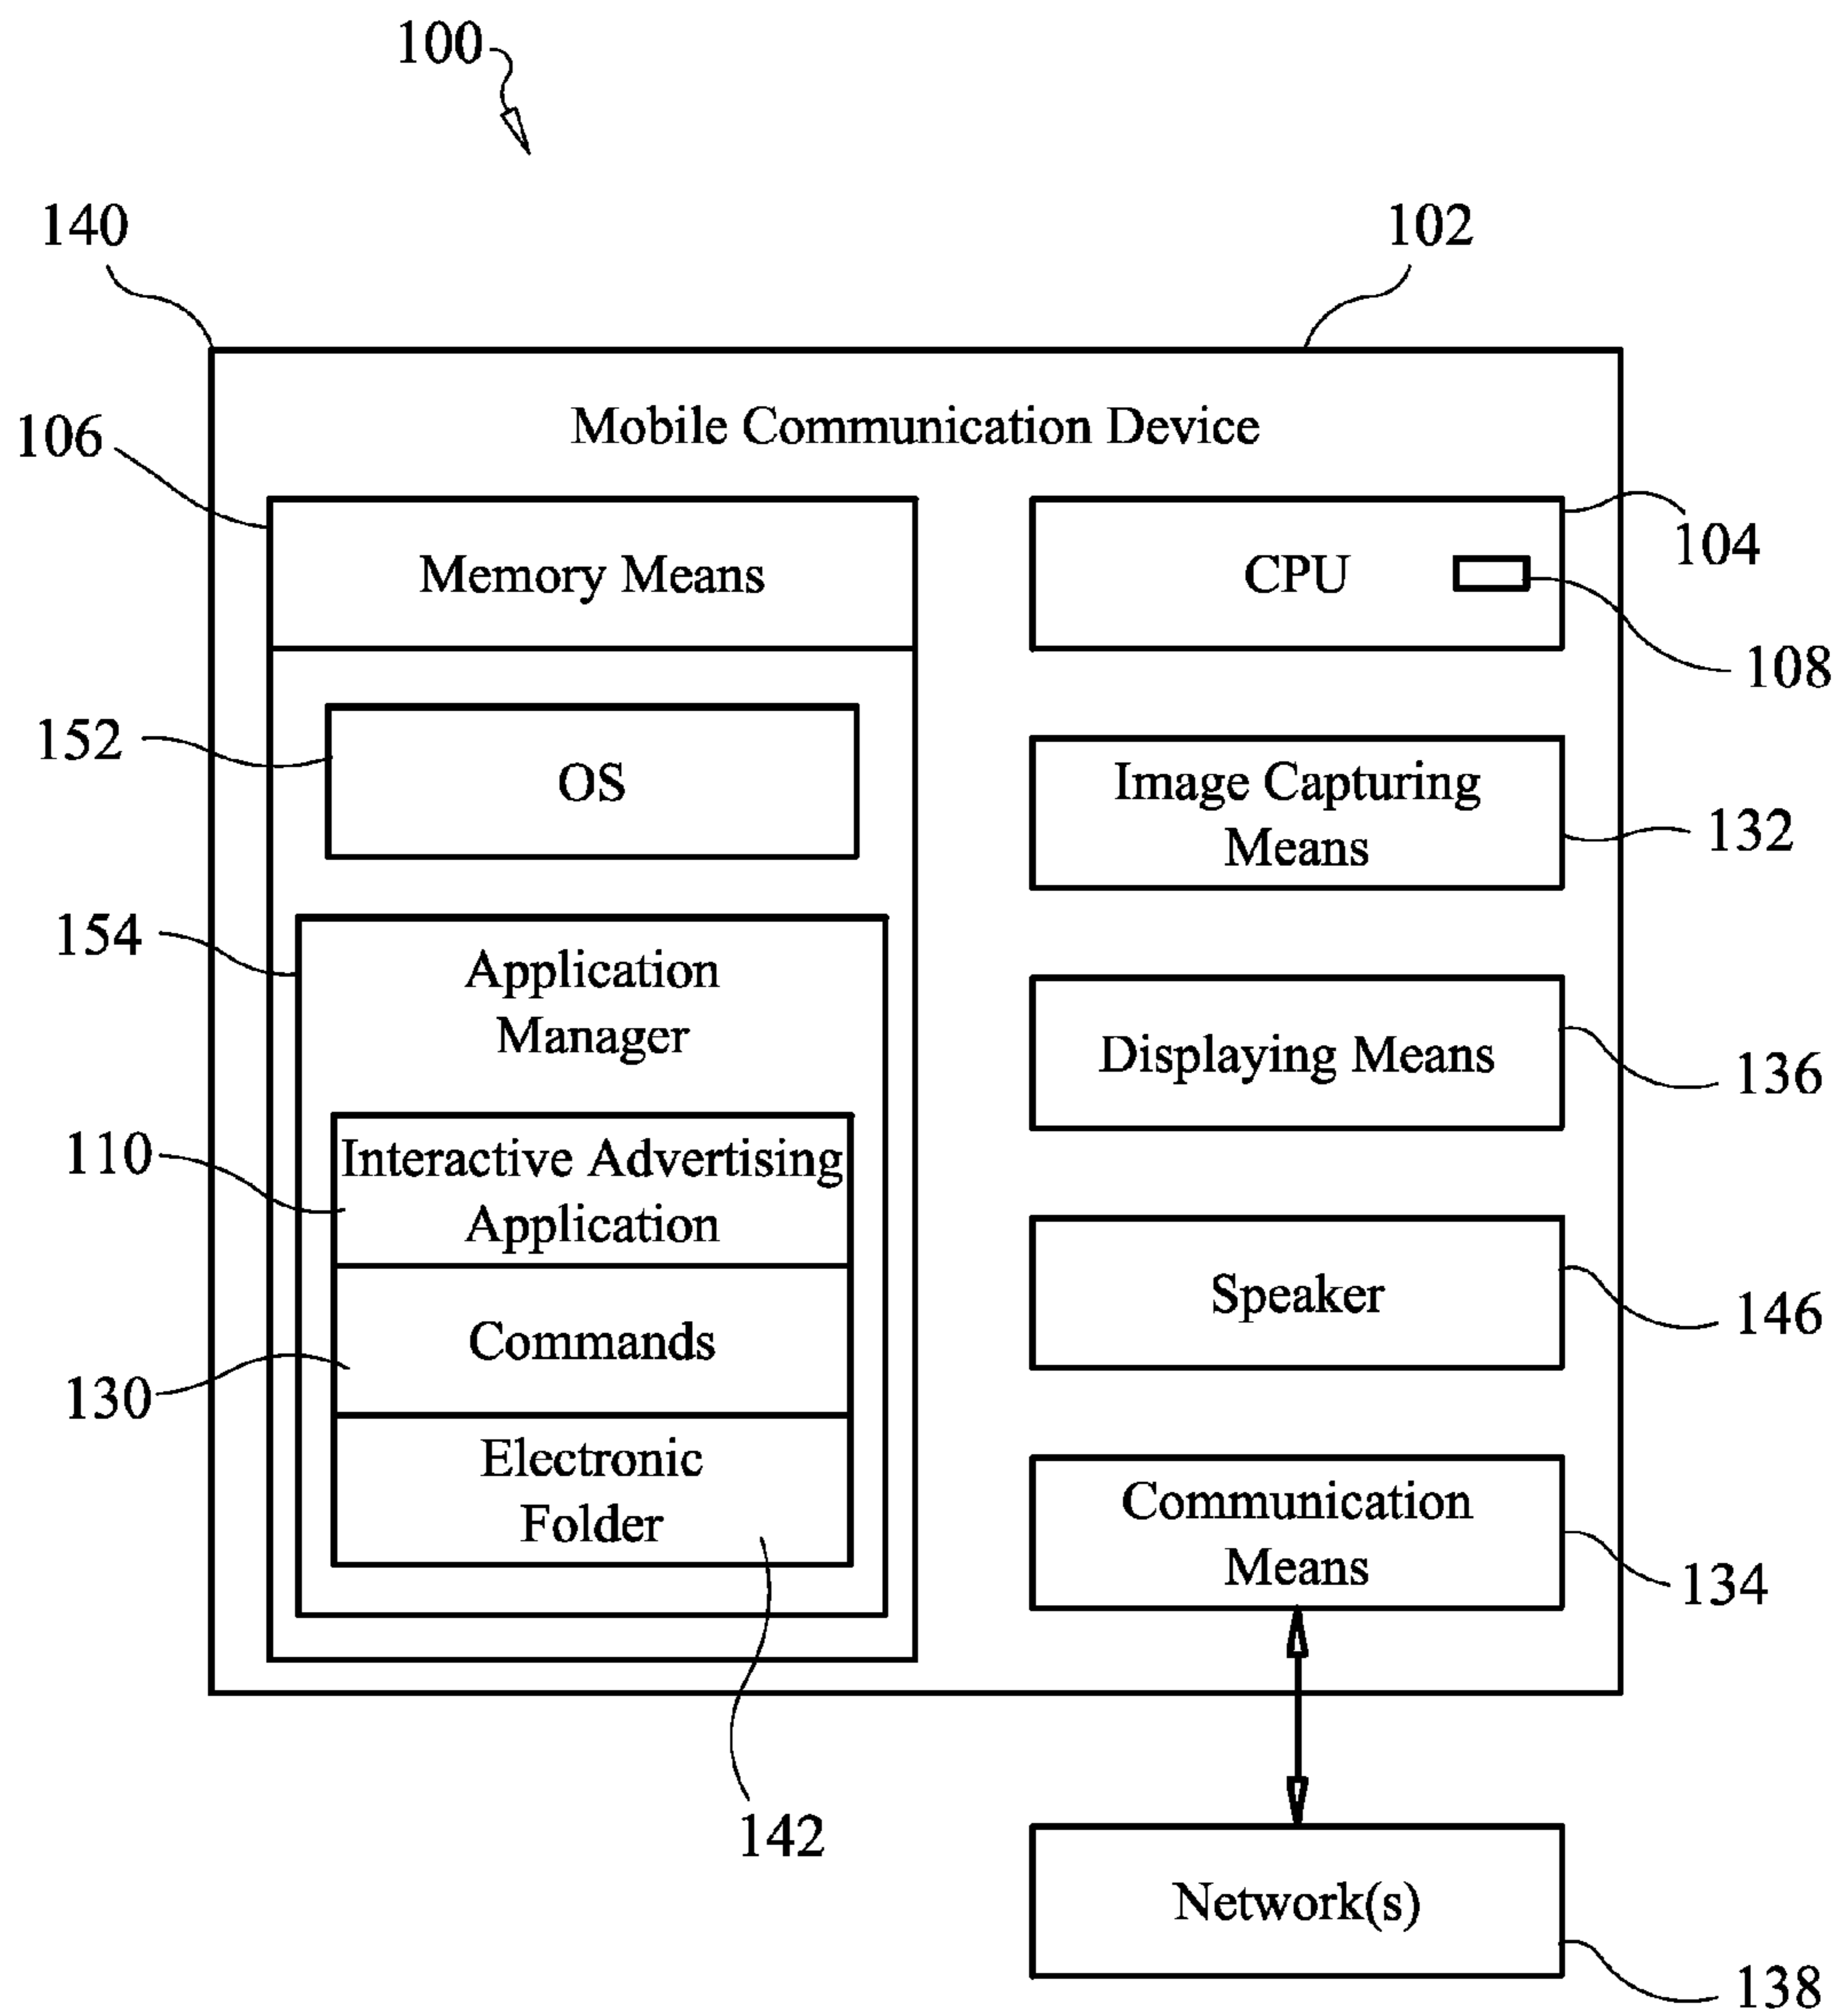 100
140
102
Mobile Communication Device
106
Memory Means
CPU
104
108
152
OS
Image Capturing
Means
132
154
Application
Manager
Displaying Means
136
110
Interactive Advertising
Application
Speaker
146
Commands
130
Electronic
Folder
Communication
Means
134
142
Network(s)
138